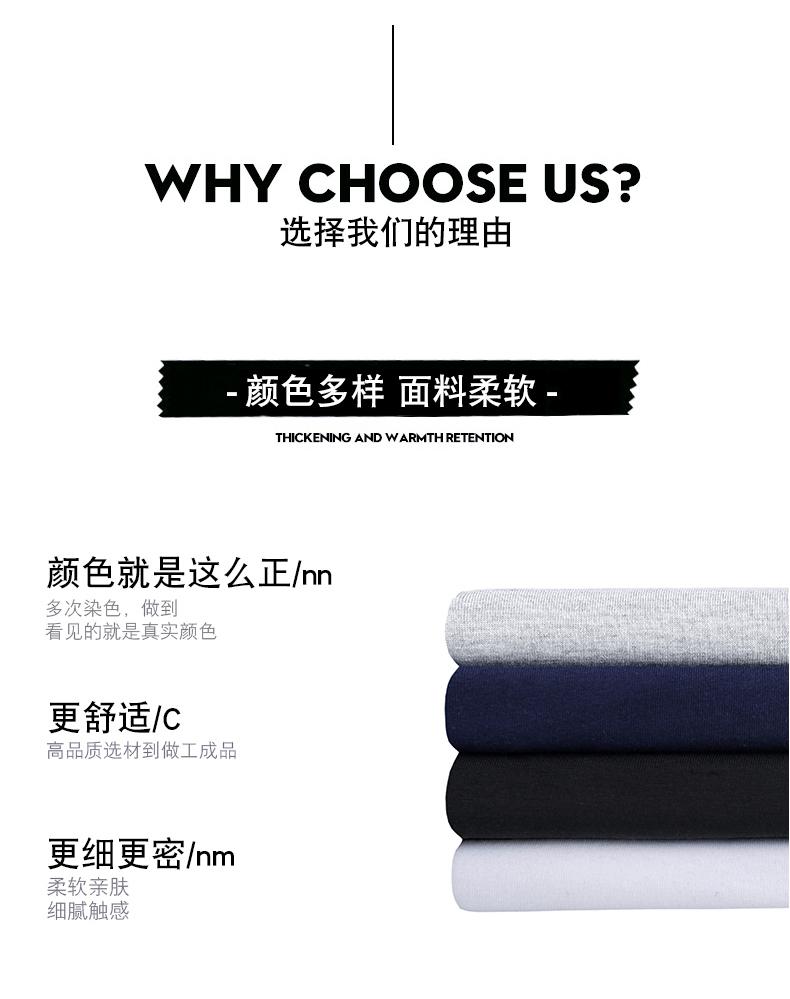 WHY CHOOSE US?
选择我们的理由
- 颜色多样 面料柔软 -
THICKENING AND WARMTH RETENTION
颜色就是这么正/nn
多次染色，做到
看见的就是真实颜色
更舒适/C
高品质选材到做工成品
更细更密/nm
柔软亲肤
细腻触感